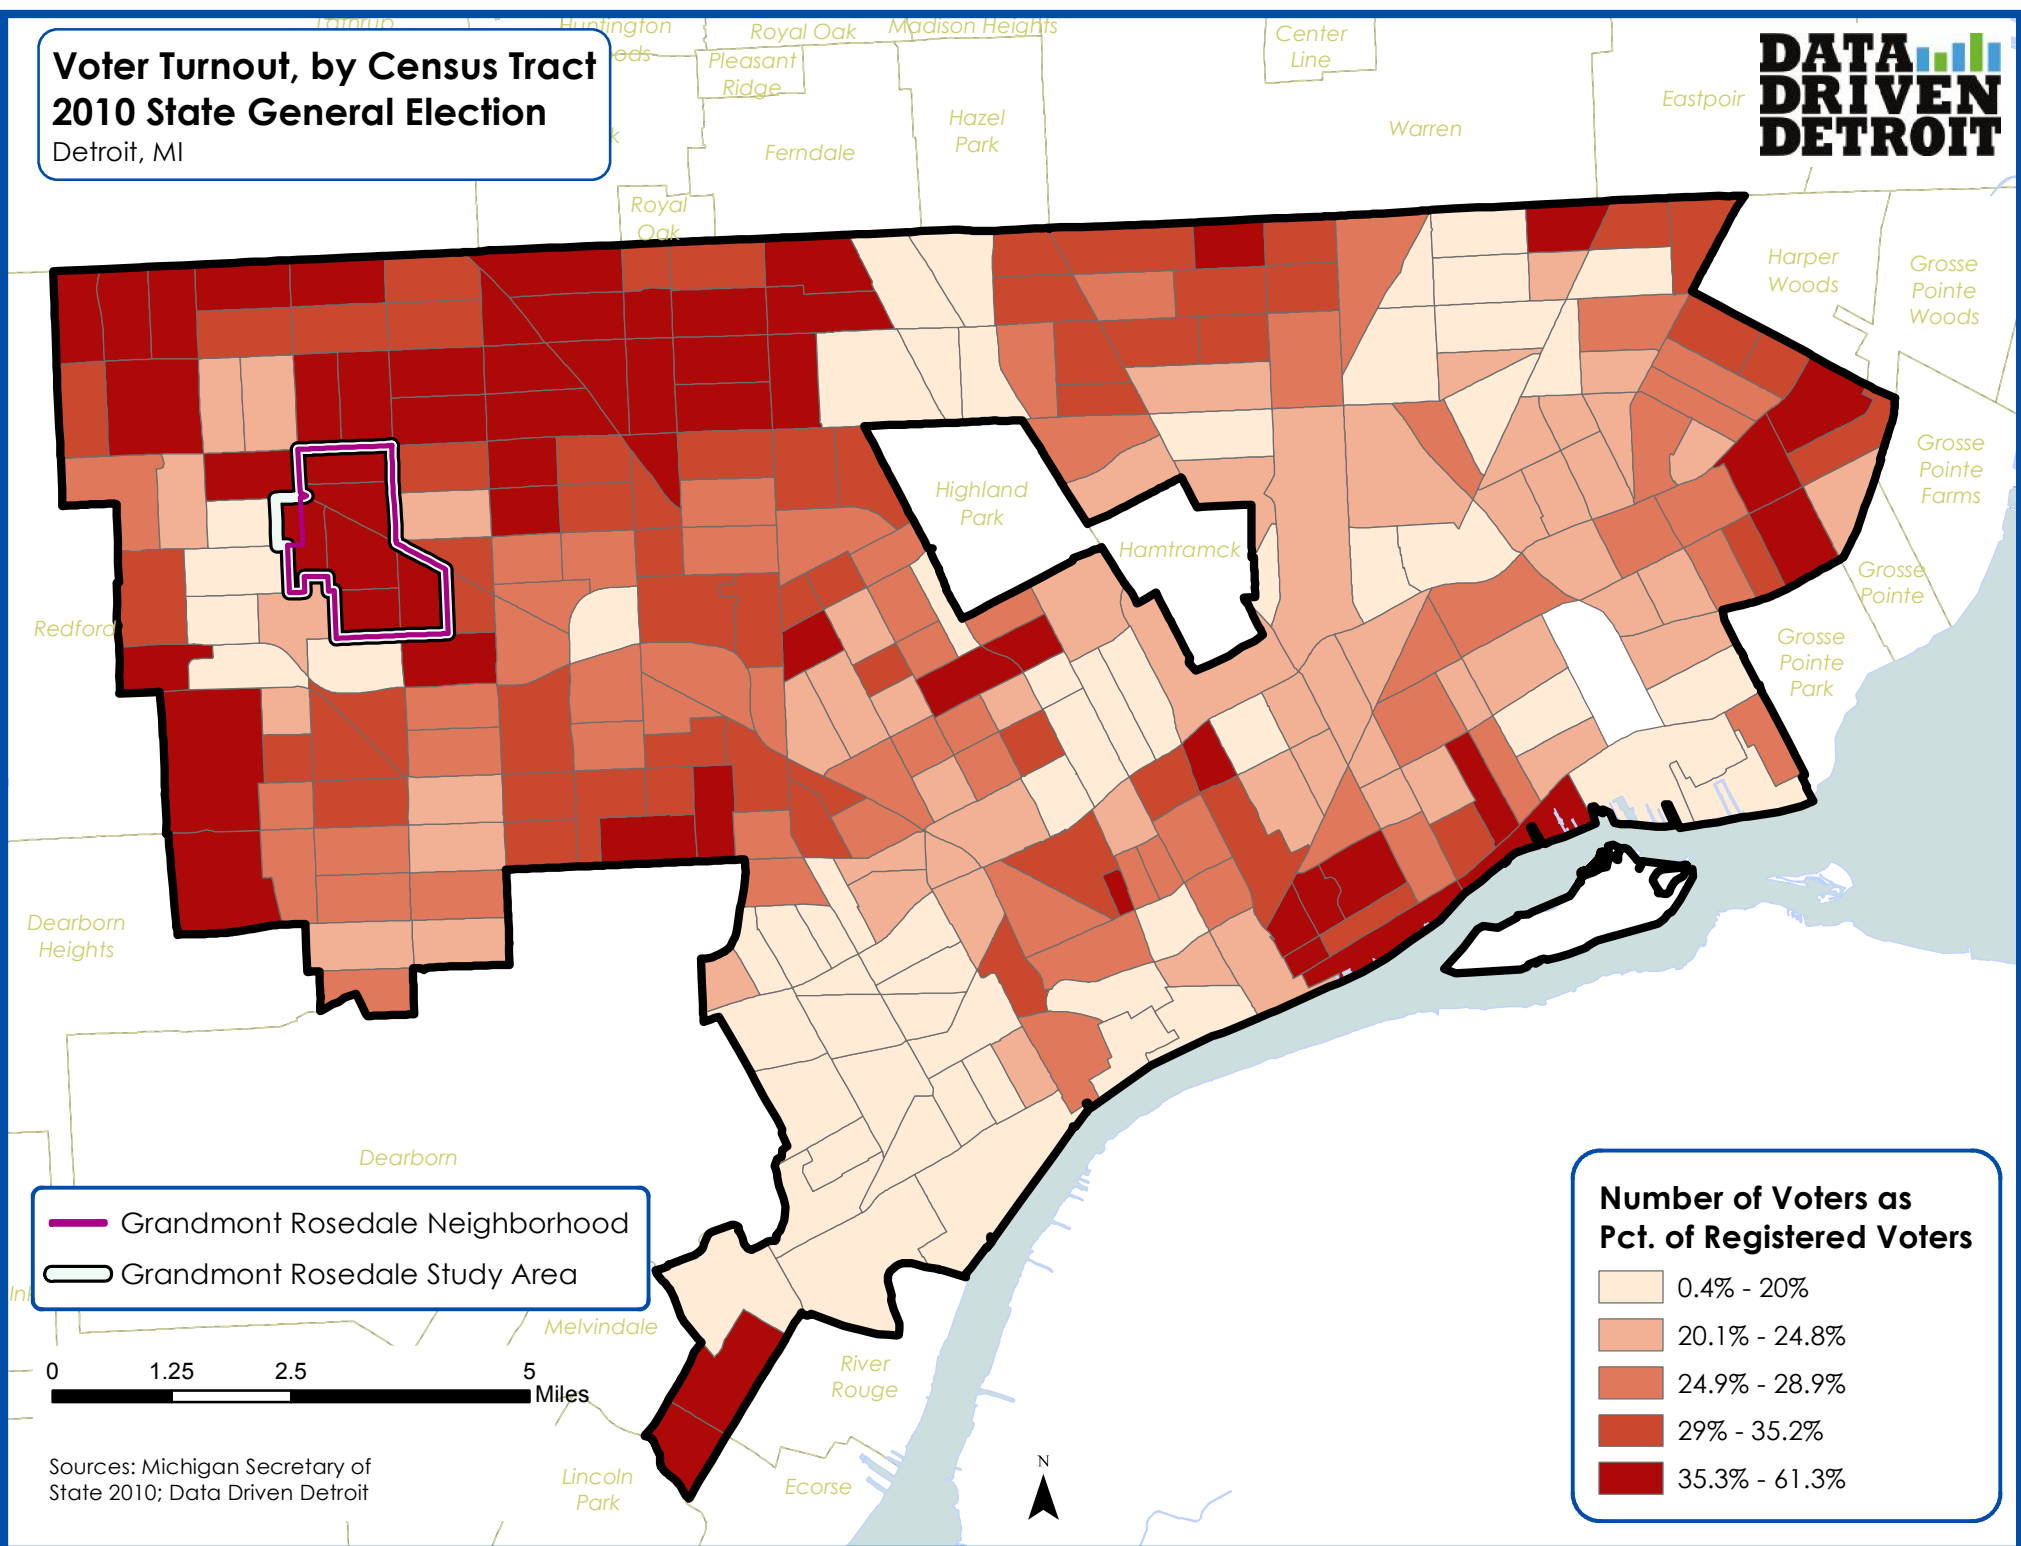 Voter Turnout, by Census Tract
2010 State General Election
Detroit, MI
DATA
DRIVEN
DETROIT
Lathrup
Huntington
Royal Oak
Madison Heights
Pleasant
Ridge
Center
Line
Hazel
Park
Ferndale
Warren
Eastpoir
Royal
Oak
Harper
Woods
Grosse
Pointe
Woods
Grosse
Pointe
Farms
Highland
Park
Hamtramck
Grosse
Pointe
Redford
Grosse
Pointe
Park
Dearborn
Heights
Dearborn
Grandmont Rosedale Neighborhood
Grandmont Rosedale Study Area
Melvindale
River
Rouge
Lincoln
Park
Ecorse
0 1.25 2.5 5
Miles
Sources: Michigan Secretary of
State 2010; Data Driven Detroit
N
Number of Voters as
Pct. of Registered Voters
0.4% - 20%
20.1% - 24.8%
24.9% - 28.9%
29% - 35.2%
35.3% - 61.3%